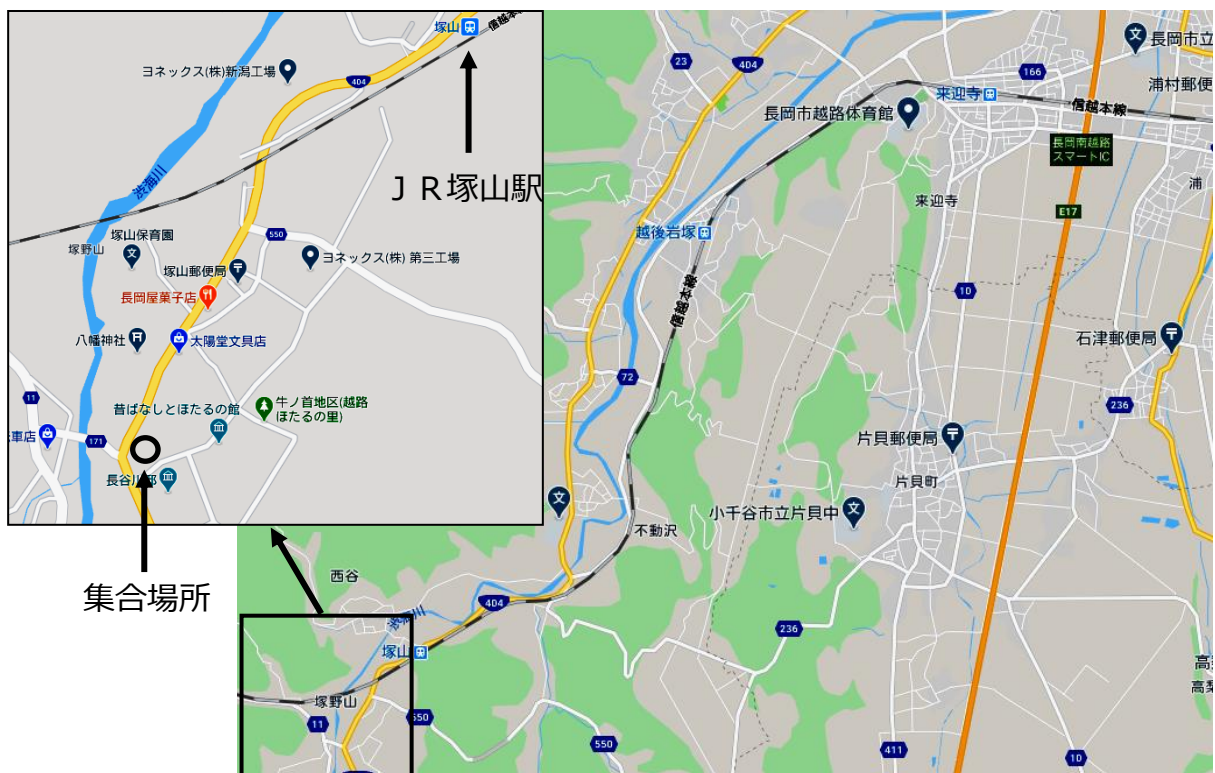 塚山
信越本線
ヨネックス(株)新潟工場
404
ＪＲ塚山駅
渋海川
塚山保育園
塚野山
550
ヨネックス(株) 第三工場
塚山郵便局
長岡屋菓子店
八幡神社
太陽堂文具店
11
昔ばなしとほたるの館
牛ノ首地区(越路
ほたるの里)
車店
171
集合場所
23
404
166
長岡市立
浦村郵便
来迎寺
信越本線
長岡市越路体育館
長岡南越路
スマートIC
浦
来迎寺
E17
越後岩塚
信越本線
10
石津郵便局
72
236
片貝郵便局
片貝町
小千谷市立片貝中
不動沢
西谷
404
渋海川
236
塚山
塚野山
11
550
550
411
10